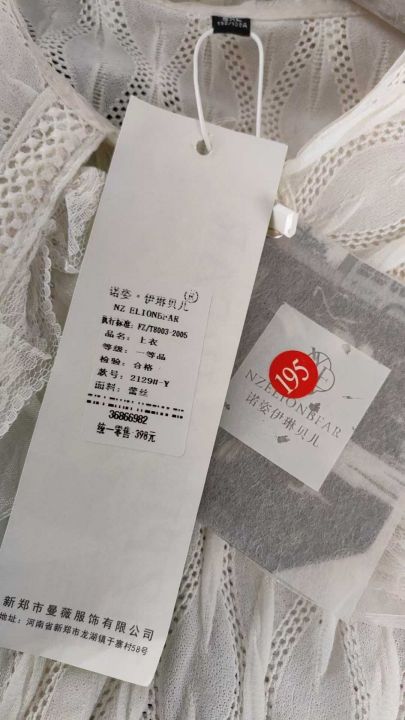 诺姿·伊琳贝儿
NZ ELIONBEAR
执行标准: FZ/T8003-2005
品名: 上衣
等级: 一等品
检验: 合格
款号: 2129#-Y
面料: 蕾丝
36866982
统一零售 398元
新郑市曼薇服饰有限公司
地址: 河南省新郑市龙湖镇于寨村58号
195
NZELIONBEAR
诺姿伊琳贝儿